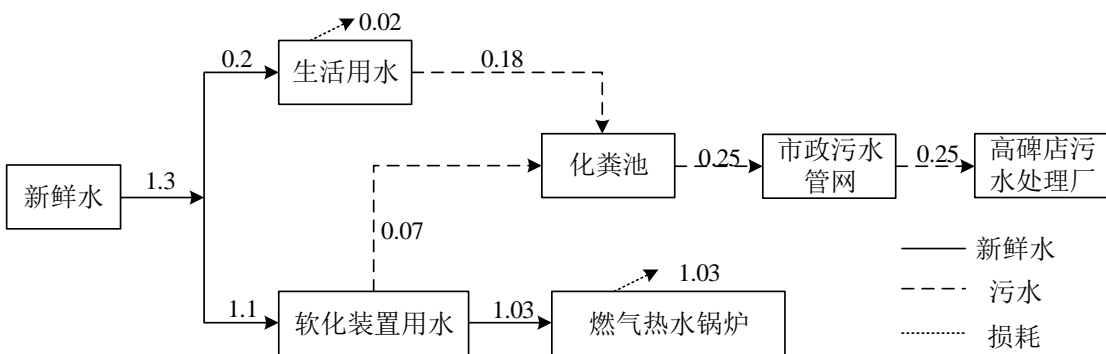 0.02
0.2
生活用水
0.18
新鲜水
1.3
化粪池
0.25
市政污水
管网
0.25
高碑店污
水处理厂
0.07
1.1
软化装置用水
1.03
燃气热水锅炉
1.03
新鲜水
污水
损耗